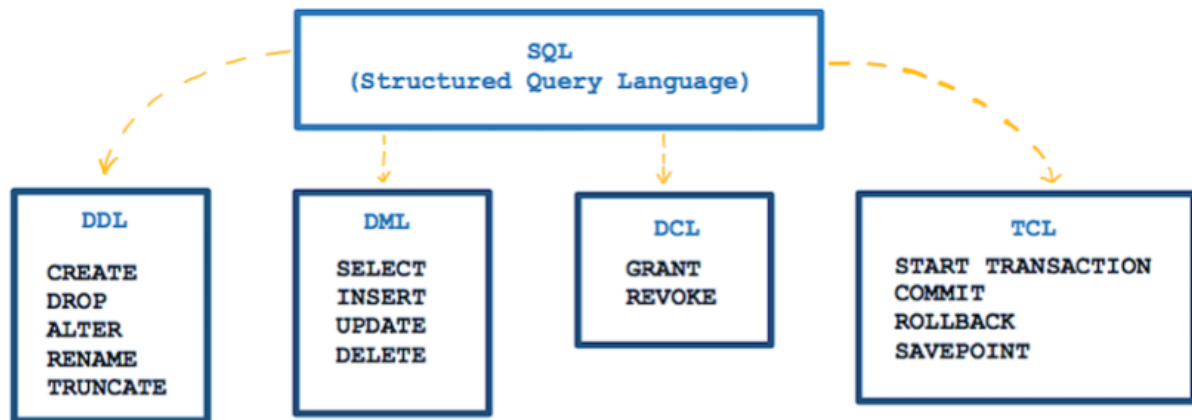 SQL
(Structured Query Language)
DDL
CREATE
DROP
ALTER
RENAME
TRUNCATE
DML
SELECT
INSERT
UPDATE
DELETE
DCL
GRANT
REVOKE
TCL
START TRANSACTION
COMMIT
ROLLBACK
SAVEPOINT